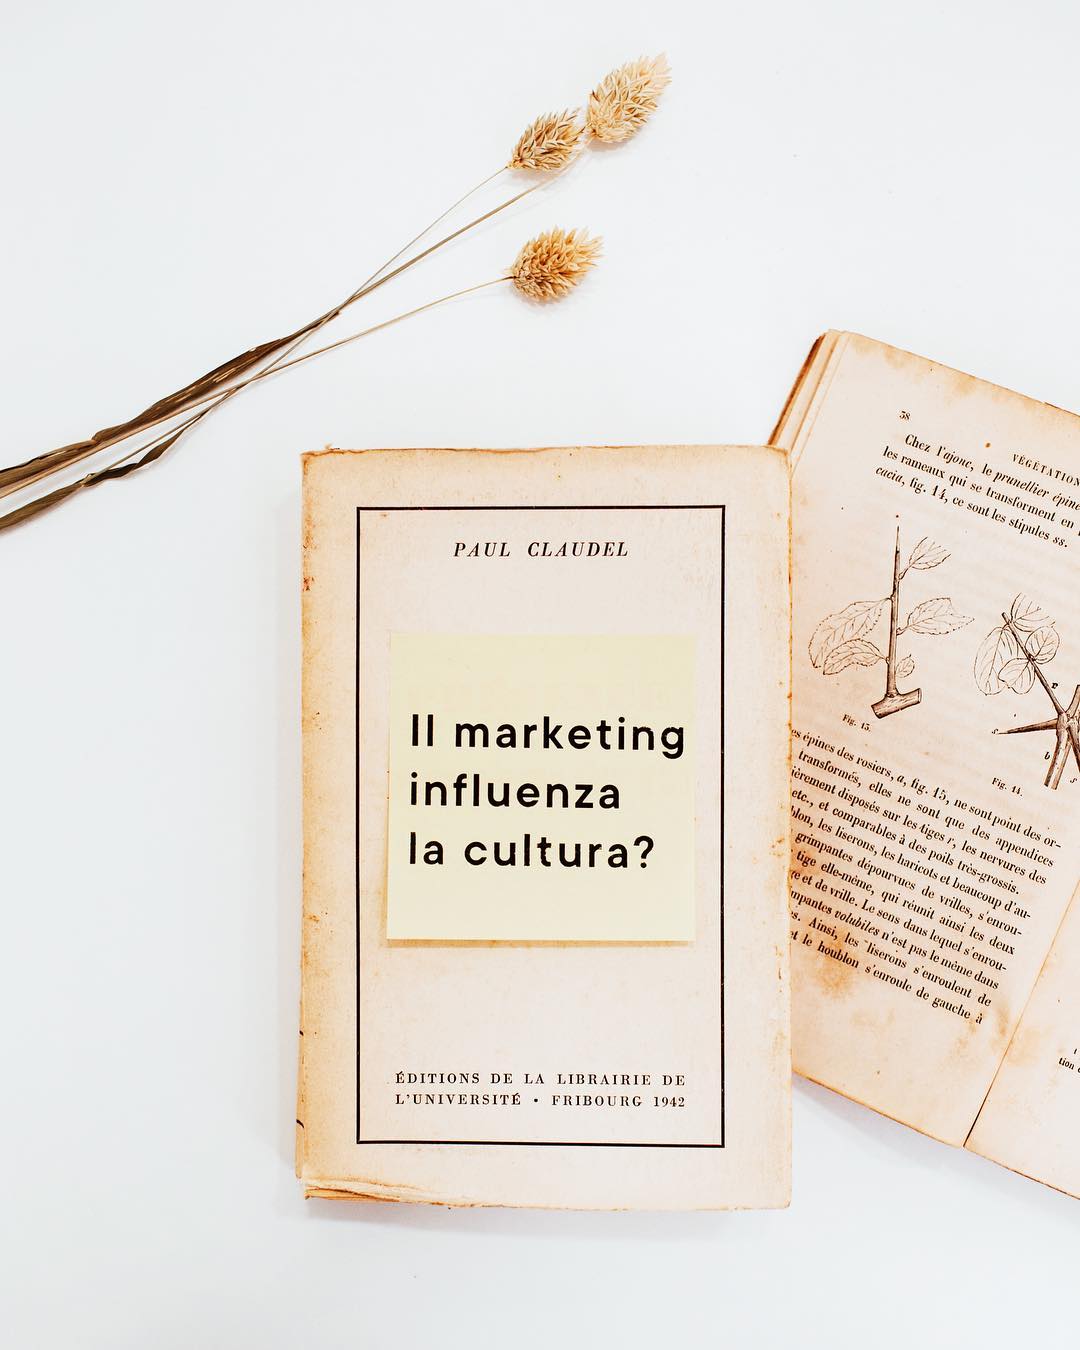 PAUL CLAUDEL
Il marketing
influenza
la cultura?
ÉDITIONS DE LA LIBRAIRIE DE
L'UNIVERSITÉ • FRIBOURG 1942
38
VÉGÉTATION
Chez l'ajonc, le prunellier épine
les rameaux qui se transforment en
cacia, fig. 14, ce sont les stipules ss.
Fig. 13.
Fig. 14.
es épines des rosiers, a, fig. 15, ne sont point des or-
transformés, elles ne sont que des appendices
ièrement disposés sur les tiges l', les nervures des
etc., et comparables à des poils très-grossis.
blon, les liserons, les haricots et beaucoup d'au-
grimpantes dépourvues de vrilles, s'enrou-
tige elle-même, qui réunit ainsi les deux
et de vrille. Le sens dans lequel s'enrou-
mpantes volubiles n'est pas le même dans
s. Ainsi, les liserons s'enroulent de
et le houblon s'enroule de gauche à
tion